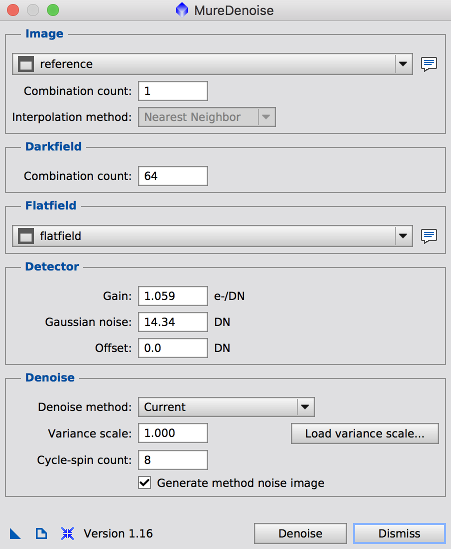 MureDenoise
Image
reference
Combination count: 1
Interpolation method: Nearest Neighbor
Darkfield
Combination count: 64
Flatfield
flatfield
Detector
Gain: 1.059 e-/DN
Gaussian noise: 14.34 DN
Offset: 0.0 DN
Denoise
Denoise method: Current
Variance scale: 1.000 Load variance scale...
Cycle-spin count: 8
Generate method noise image
Version 1.16 Denoise Dismiss